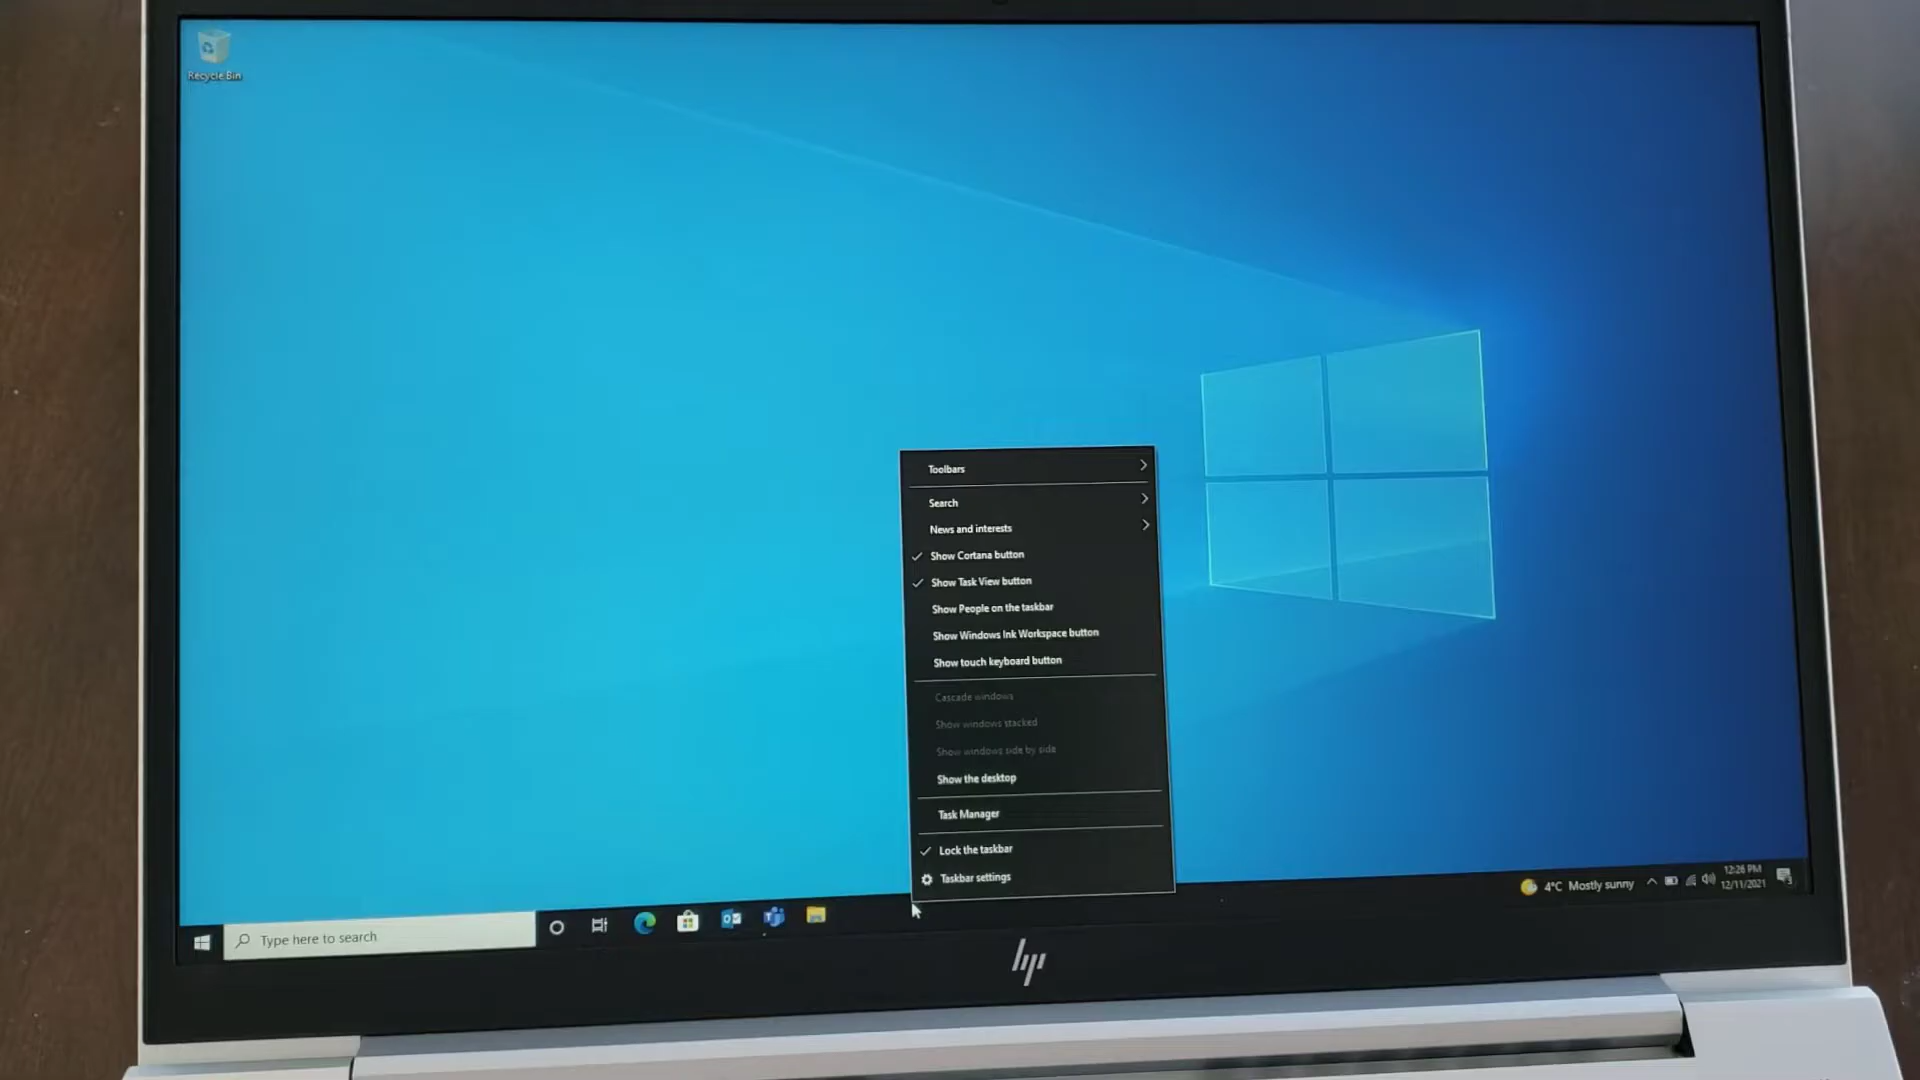 Recycle Bin
Toolbars
Search
News and interests
Show Cortana button
Show Task View button
Show People on the taskbar
Show Windows Ink Workspace button
Show touch keyboard button
Cascade windows
Show windows stacked
Show windows side by side
Show the desktop
Task Manager
Lock the taskbar
Taskbar settings
Type here to search
4°C Mostly sunny
12:26 PM
12/11/2021
3
hp